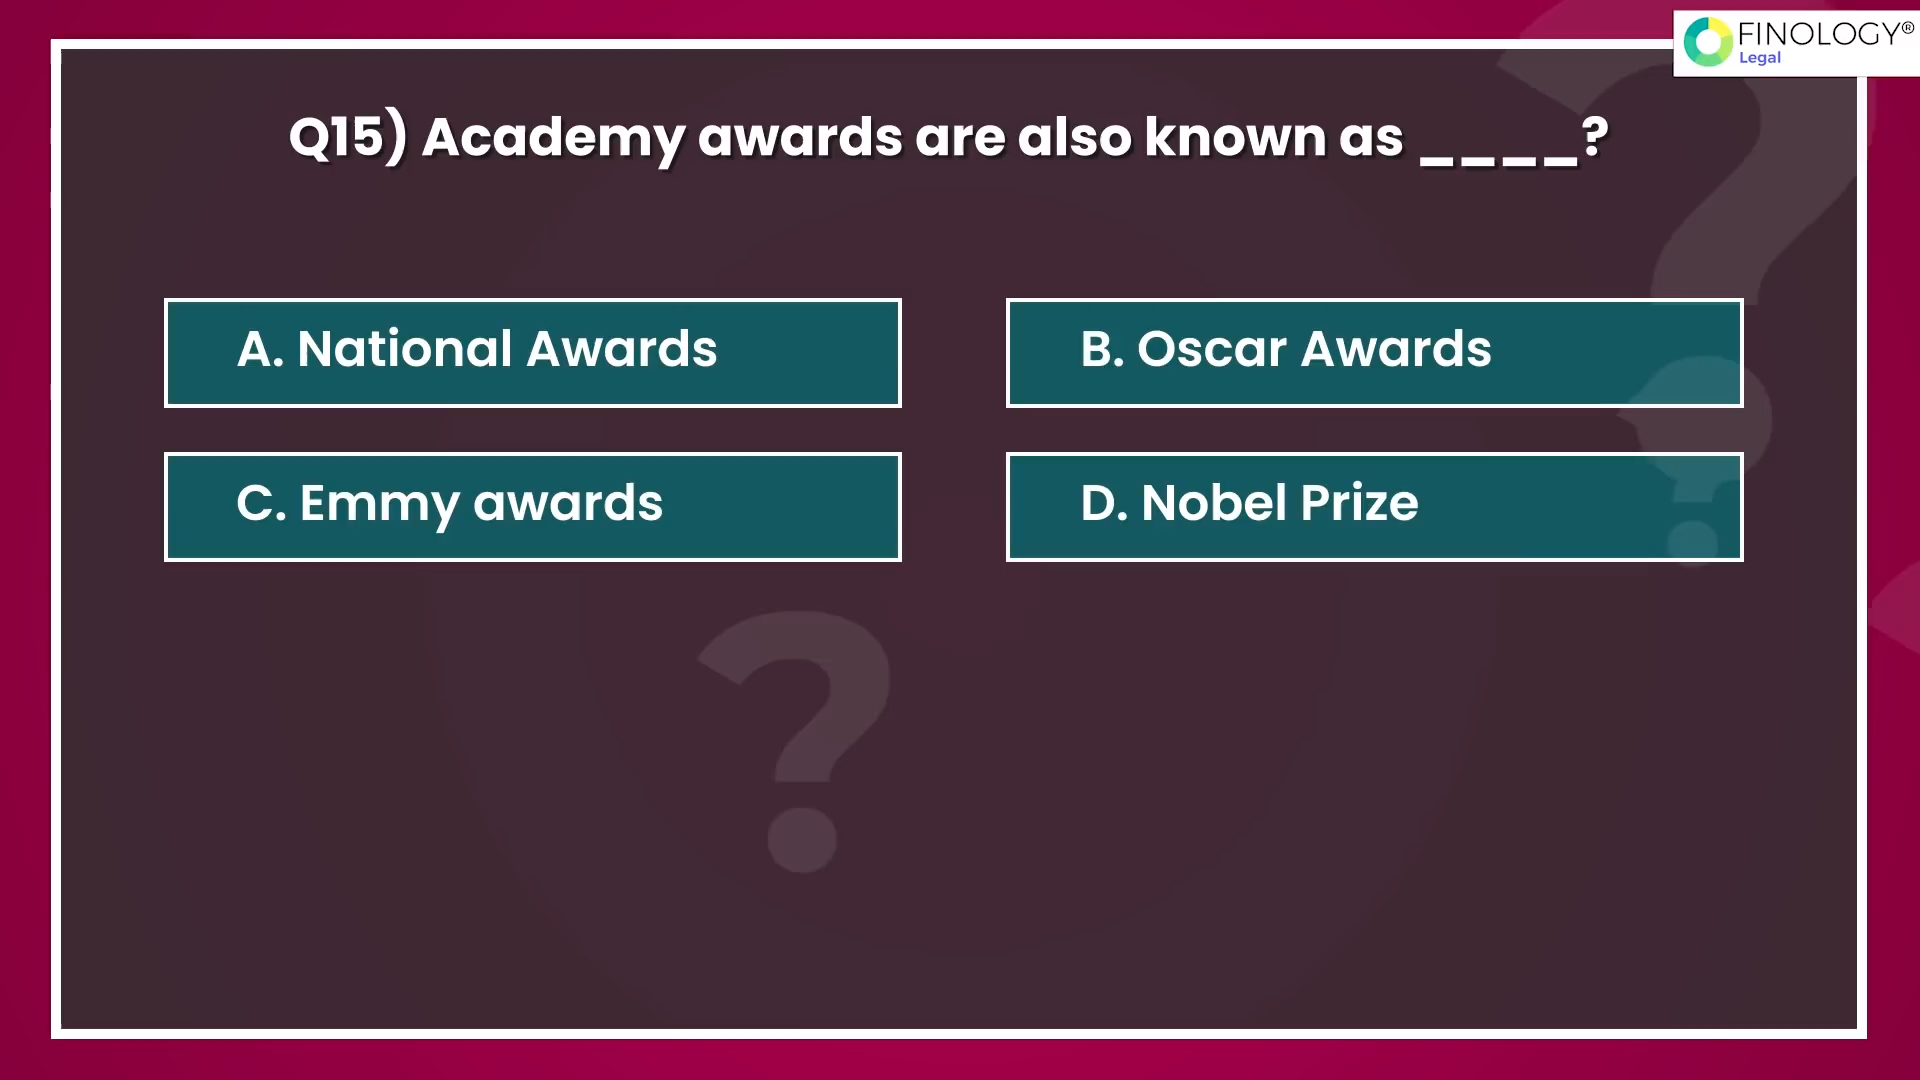 FINOLOGY®
Legal
Q15) Academy awards are also known as ____?
A. National Awards
B. Oscar Awards
C. Emmy awards
D. Nobel Prize